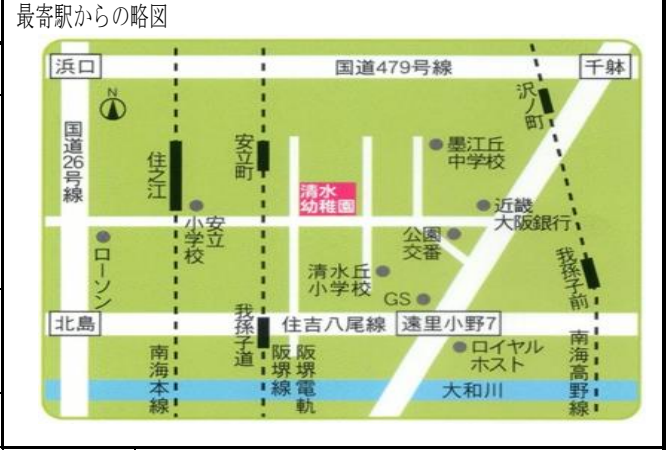 最寄駅からの略図
浜口
国道479号線
千躰
N
国道26号線
住之江
安立町
沢ノ町
墨江丘
中学校
清水
幼稚園
安立
小学校
近畿
大阪銀行
公園
交番
ローソン
清水丘
小学校
我孫子前
GS
北島
我孫子道
住吉八尾線
遠里小野7
南海本線
阪堺電軌
阪堺線
ロイヤル
ホスト
南海高野線
大和川